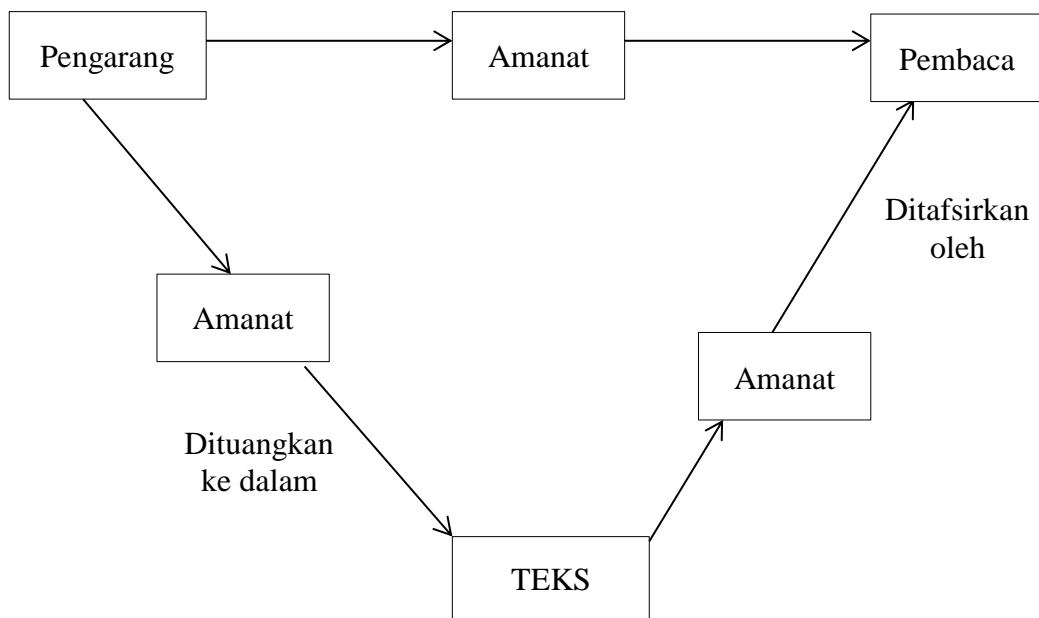 Pengarang
Amanat
Pembaca
Ditafsirkan
oleh
Amanat
Amanat
Dituangkan
ke dalam
TEKS